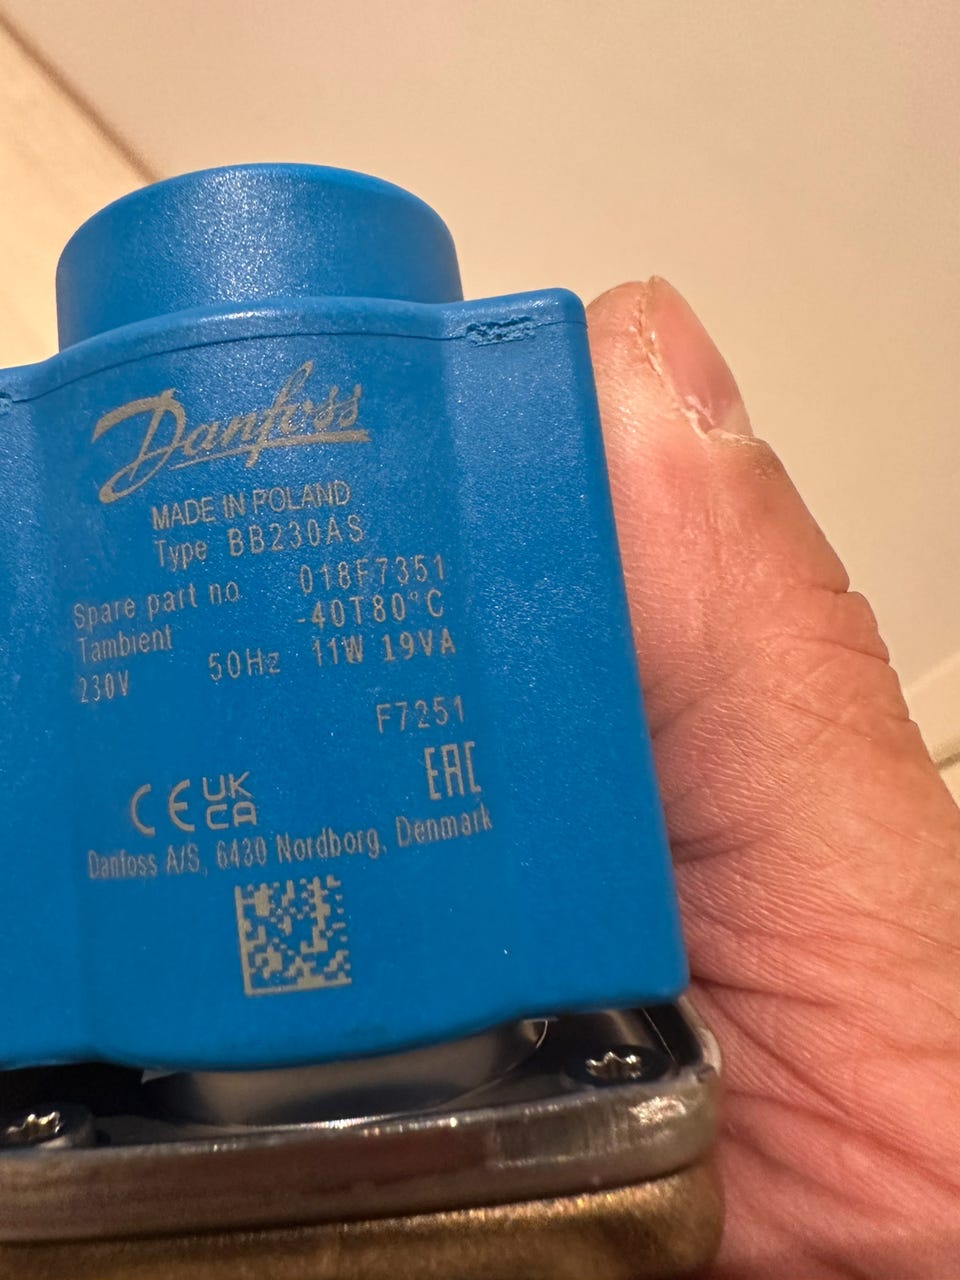 Danfoss
MADE IN POLAND
Type BB230AS
Spare part no. 018F7351
Tambient -40T80°C
230V 50Hz 11W 19VA
F7251
CE UK CA EAC
Danfoss A/S, 6430 Nordborg, Denmark